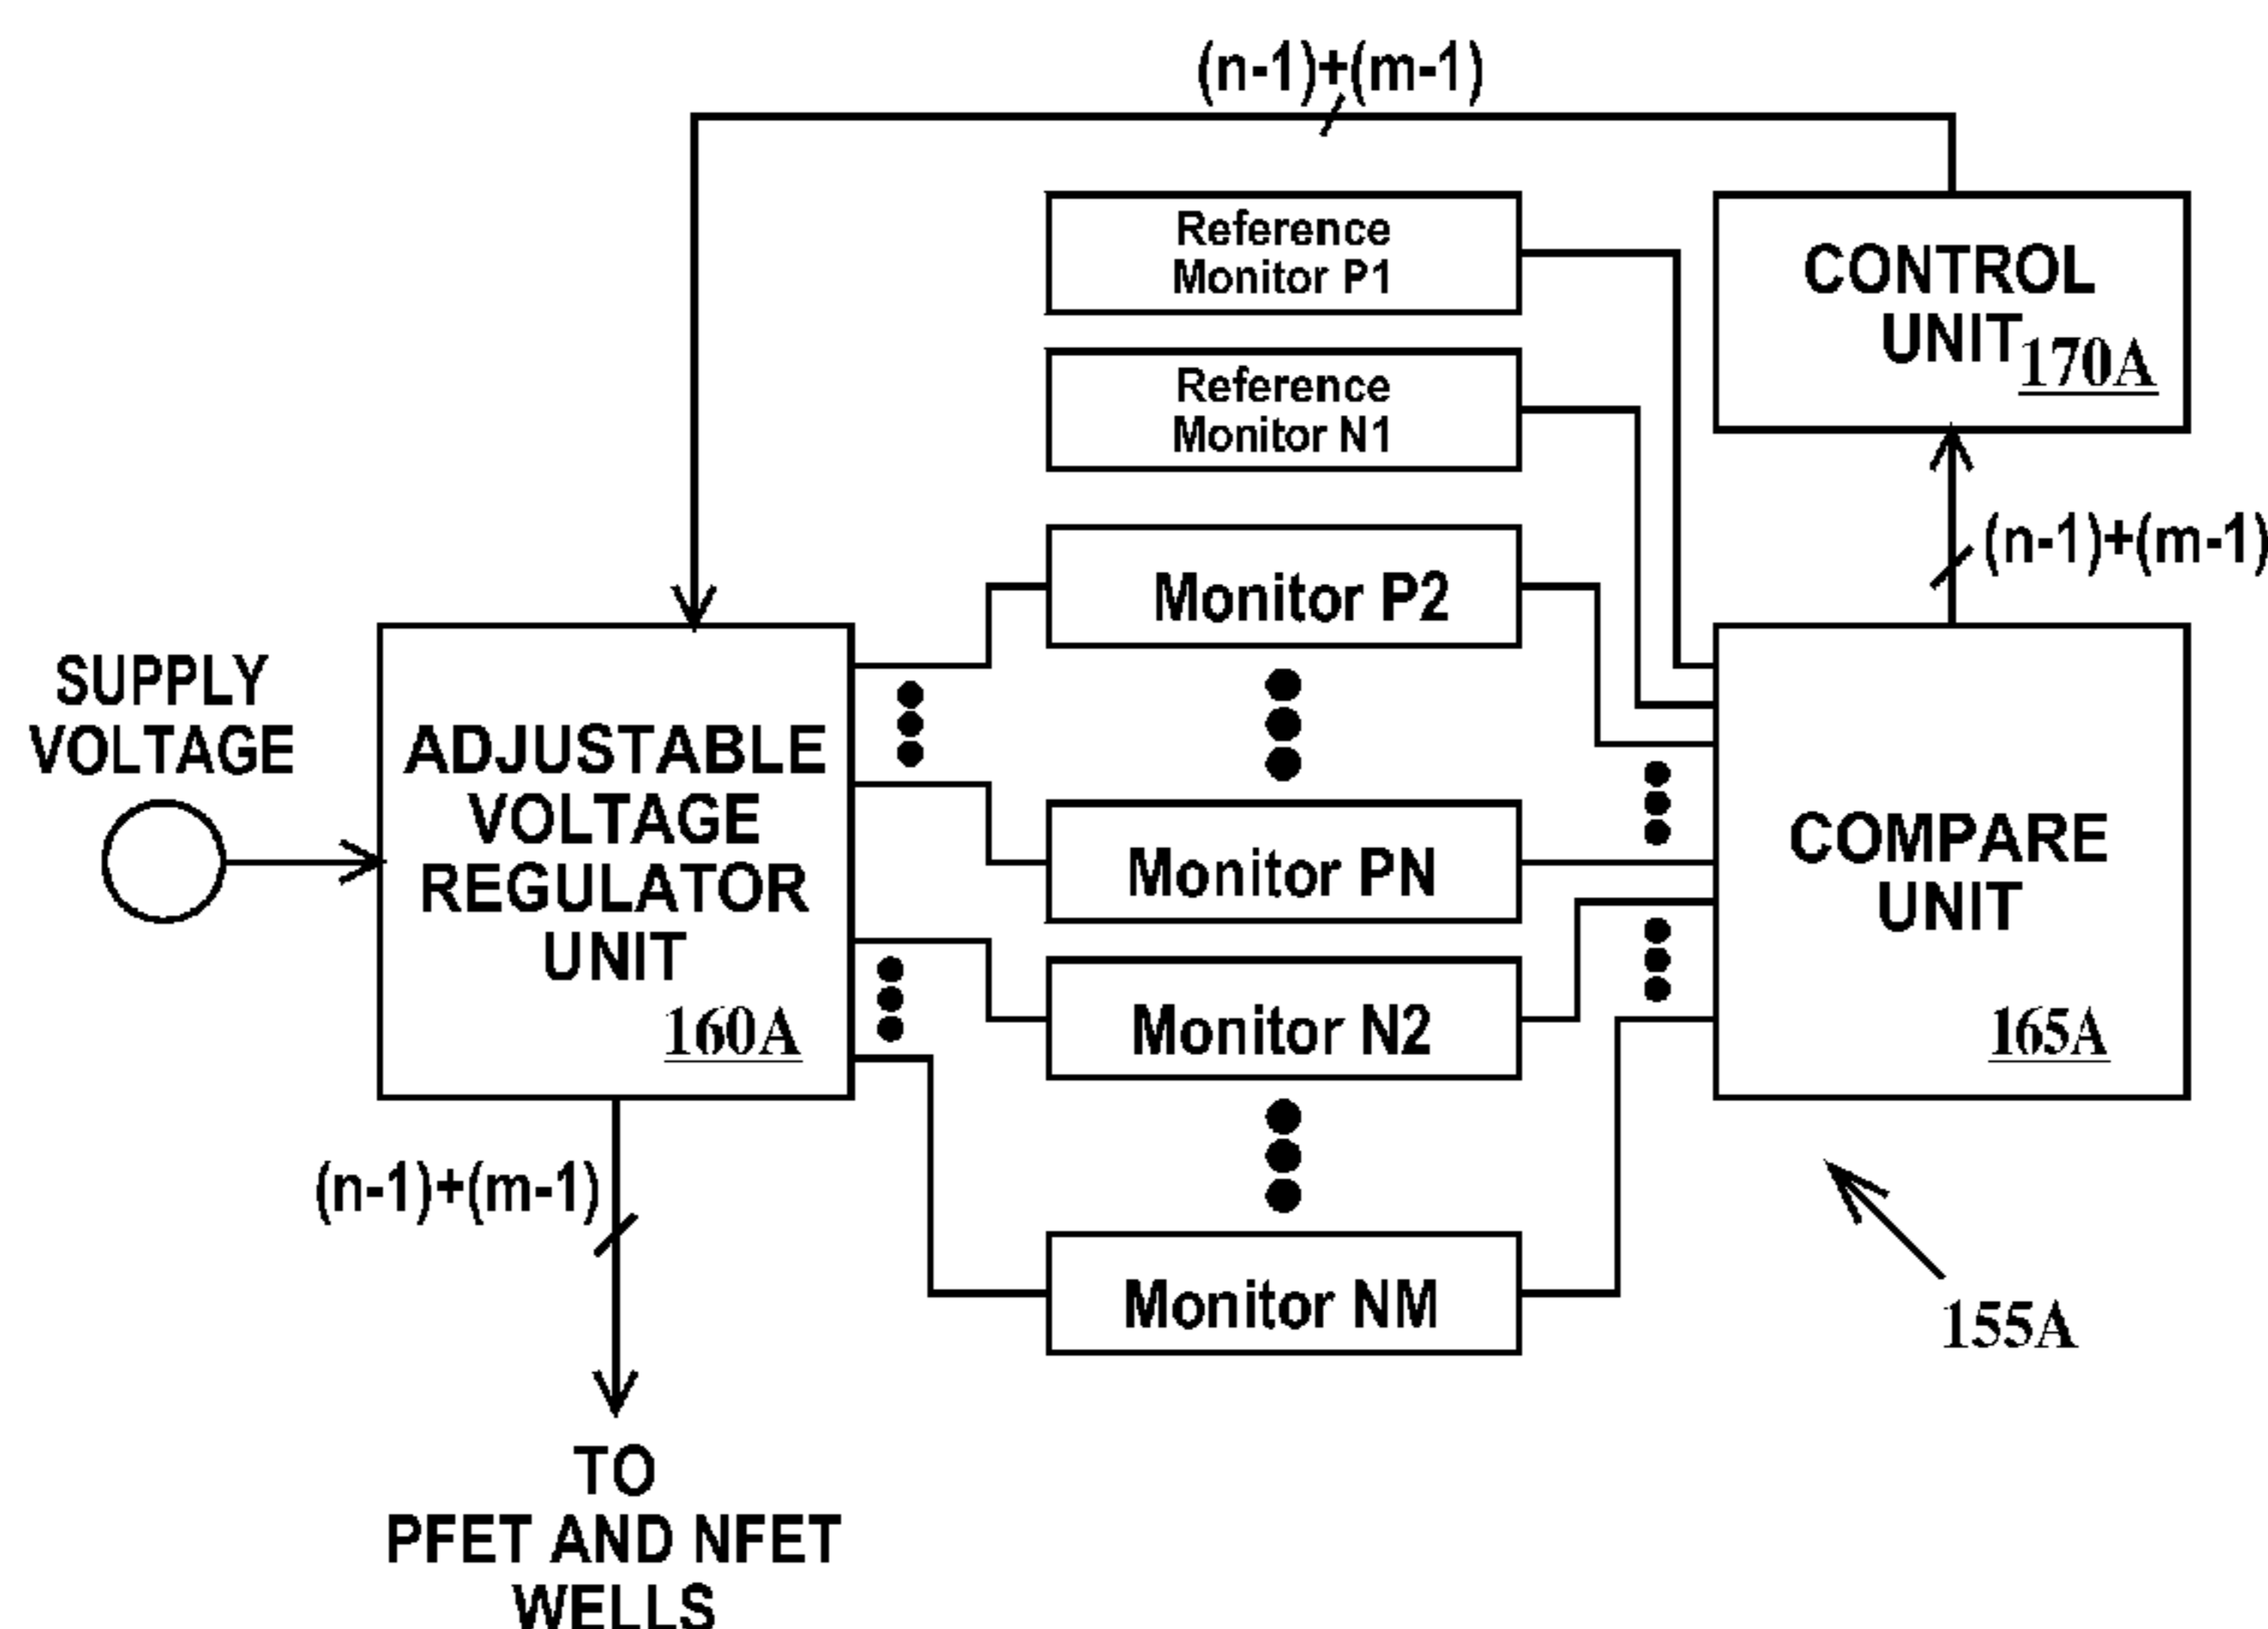 (n-1)+(m-1)
Reference
Monitor P1
CONTROL
UNIT
170A
Reference
Monitor N1
(n-1)+(m-1)
Monitor P2
SUPPLY
VOLTAGE
ADJUSTABLE
VOLTAGE
REGULATOR
UNIT
160A
Monitor PN
COMPARE
UNIT
165A
Monitor N2
(n-1)+(m-1)
Monitor NM
155A
TO
PFET AND NFET
WELLS